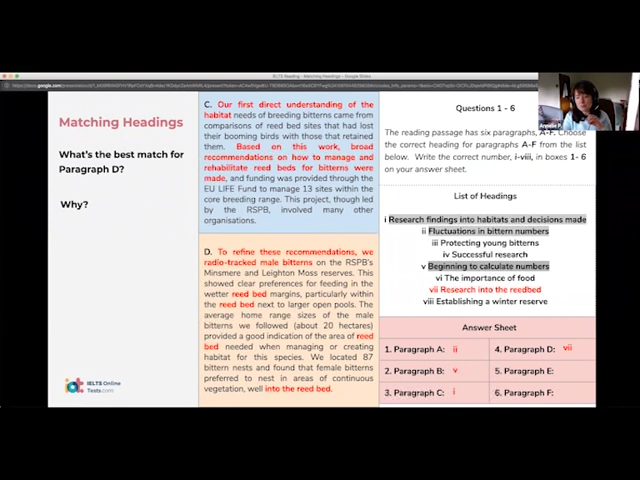 IELTS Reading - Matching Headings - Google Slides
Matching Headings
What's the best match for
Paragraph D?
Why?
IELTS Online
Tests.com
C. Our first direct understanding of the
habitat needs of breeding bitterns came from
comparisons of reed bed sites that had lost
their booming birds with those that retained
them. Based on this work, broad
recommendations on how to manage and
rehabilitate reed beds for bitterns were
made, and funding was provided through the
EU LIFE Fund to manage 13 sites within the
core breeding range. This project, though led
by the RSPB, involved many other
organisations.
D. To refine these recommendations, we
radio-tracked male bitterns on the RSPB's
Minsmere and Leighton Moss reserves. This
showed clear preferences for feeding in the
wetter reed bed margins, particularly within
the reed bed next to larger open pools. The
average home range sizes of the male
bitterns we followed (about 20 hectares)
provided a good indication of the area of reed
bed needed when managing or creating
habitat for this species. We located 87
bittern nests and found that female bitterns
preferred to nest in areas of continuous
vegetation, well into the reed bed.
Questions 1 - 6
The reading passage has six paragraphs, A-F. Choose
the correct heading for paragraphs A-F from the list
below. Write the correct number, i-viii, in boxes 1- 6
on your answer sheet.
List of Headings
i Research findings into habitats and decisions made
ii Fluctuations in bittern numbers
iii Protecting young bitterns
iv Successful research
v Beginning to calculate numbers
vi The importance of food
vii Research into the reedbed
viii Establishing a winter reserve
Answer Sheet
1. Paragraph A: ii
2. Paragraph B: v
3. Paragraph C: i
4. Paragraph D: vii
5. Paragraph E:
6. Paragraph F: